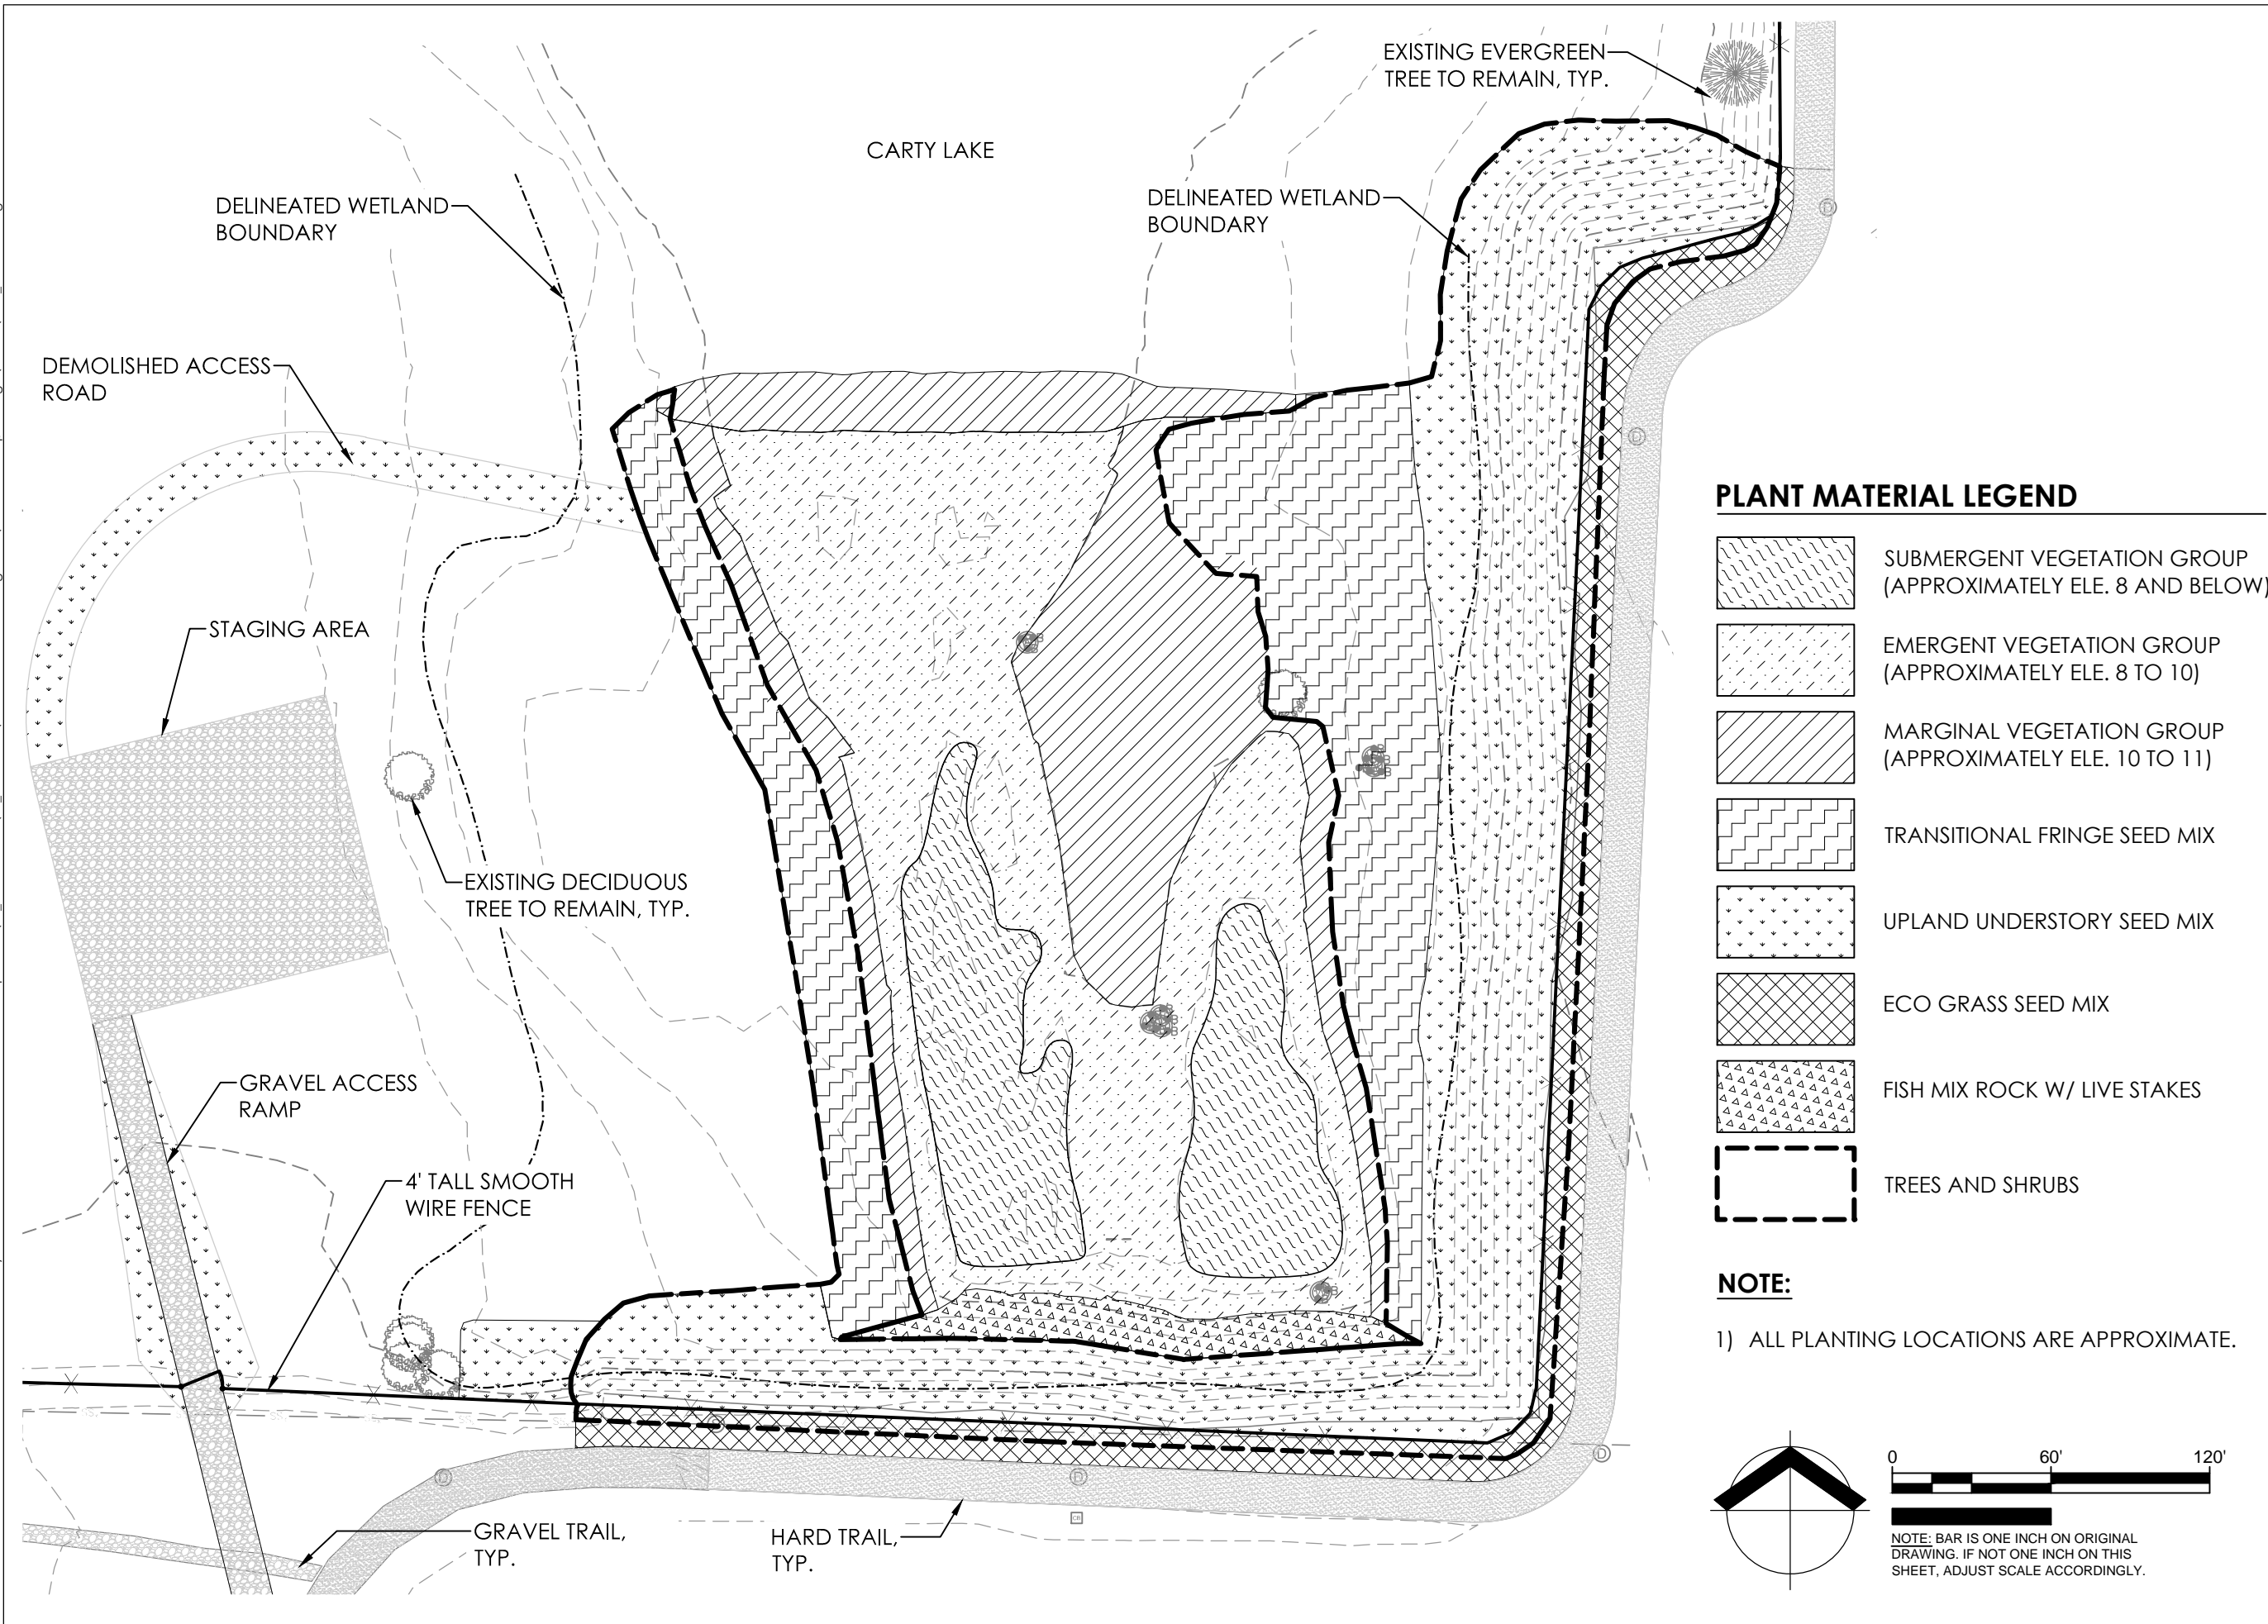 EXISTING EVERGREEN
TREE TO REMAIN, TYP.
CARTY LAKE
DELINEATED WETLAND
BOUNDARY
DELINEATED WETLAND
BOUNDARY
DEMOLISHED ACCESS
ROAD
STAGING AREA
EXISTING DECIDUOUS
TREE TO REMAIN, TYP.
GRAVEL ACCESS
RAMP
4' TALL SMOOTH
WIRE FENCE
GRAVEL TRAIL,
TYP.
HARD TRAIL,
TYP.
PLANT MATERIAL LEGEND
SUBMERGENT VEGETATION GROUP
(APPROXIMATELY ELE. 8 AND BELOW)
EMERGENT VEGETATION GROUP
(APPROXIMATELY ELE. 8 TO 10)
MARGINAL VEGETATION GROUP
(APPROXIMATELY ELE. 10 TO 11)
TRANSITIONAL FRINGE SEED MIX
UPLAND UNDERSTORY SEED MIX
ECO GRASS SEED MIX
FISH MIX ROCK W/ LIVE STAKES
TREES AND SHRUBS
NOTE:
1) ALL PLANTING LOCATIONS ARE APPROXIMATE.
0 60' 120'
NOTE: BAR IS ONE INCH ON ORIGINAL
DRAWING. IF NOT ONE INCH ON THIS
SHEET, ADJUST SCALE ACCORDINGLY.
D
D
D
D
D